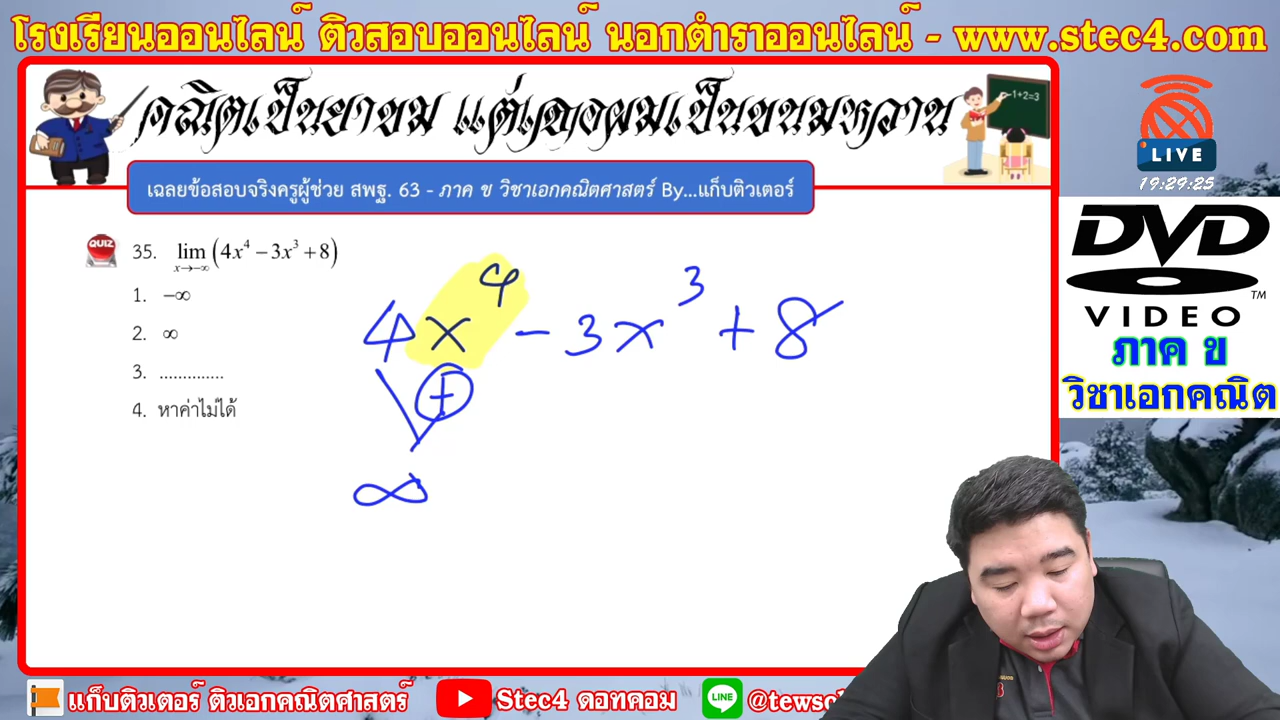 โรงเรียนออนไลน์ ติวสอบออนไลน์ นอกตำราออนไลน์ - www.stec4.com
คณิตเป็นยาขม แต่เธอผมเป็นขนมหวาน
-1+2=3
LIVE
19:29:25
เฉลยข้อสอบจริงครูผู้ช่วย สพฐ. 63 - ภาค ข วิชาเอกคณิตศาสตร์ By...แก็บติวเตอร์
QUIZ
35. lim x→-∞ (4x⁴ − 3x³ + 8)
1. −∞
2. ∞
3. ..............
4. หาค่าไม่ได้
4x⁴ − 3x³ + 8
+
∞
DVD
TM
VIDEO
ภาค ข
วิชาเอกคณิต
แก็บติวเตอร์ ติวเอกคณิตศาสตร์
Stec4 ดอทคอม
LINE